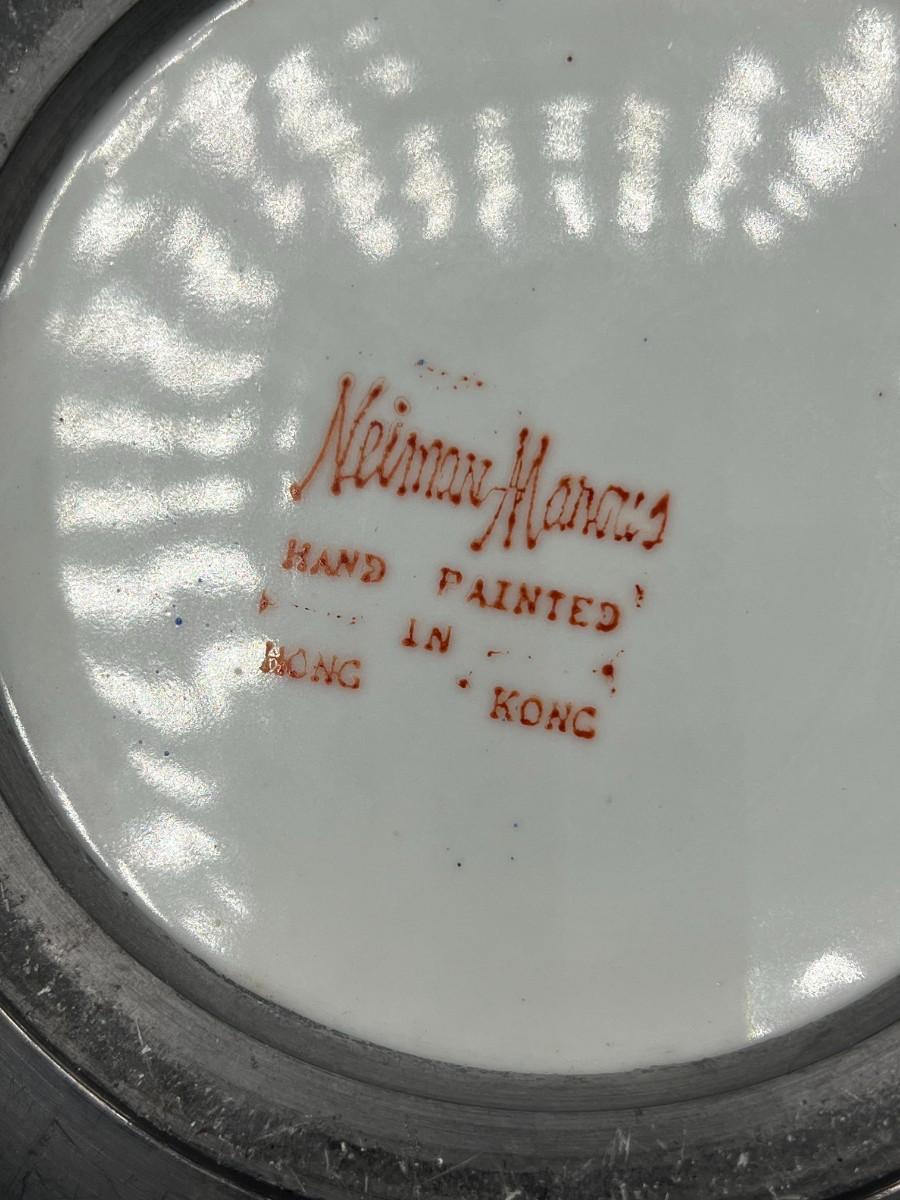 Neiman-Marcus
HAND PAINTED
IN
HONG KONG